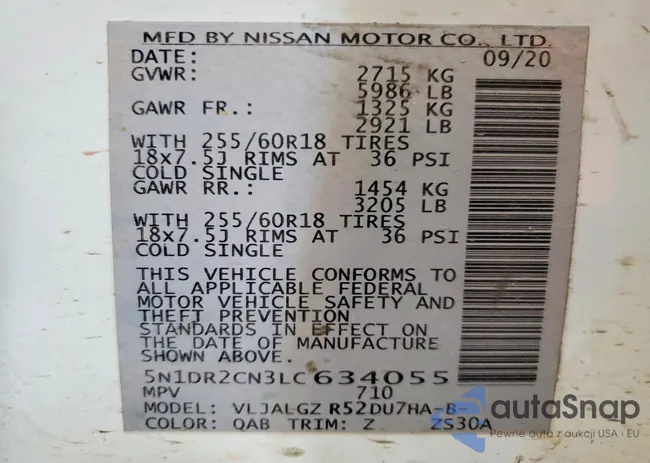 MFD BY NISSAN MOTOR CO., LTD.
DATE: 09/20
GVWR: 2715 KG
5986 LB
GAWR FR.: 1325 KG
2921 LB
WITH 255/60R18 TIRES
18x7.5J RIMS AT 36 PSI
COLD SINGLE
GAWR RR.: 1454 KG
3205 LB
WITH 255/60R18 TIRES
18x7.5J RIMS AT 36 PSI
COLD SINGLE
THIS VEHICLE CONFORMS TO
ALL APPLICABLE FEDERAL
MOTOR VEHICLE SAFETY AND
THEFT PREVENTION
STANDARDS IN EFFECT ON
THE DATE OF MANUFACTURE
SHOWN ABOVE.
5N1DR2CN3LC634055
MPV 710
MODEL: VLJALGZ R52DU7HA-B-
COLOR: QAB TRIM: Z ZS30A
autoSnap
Pewne auta z aukcji USA i EU